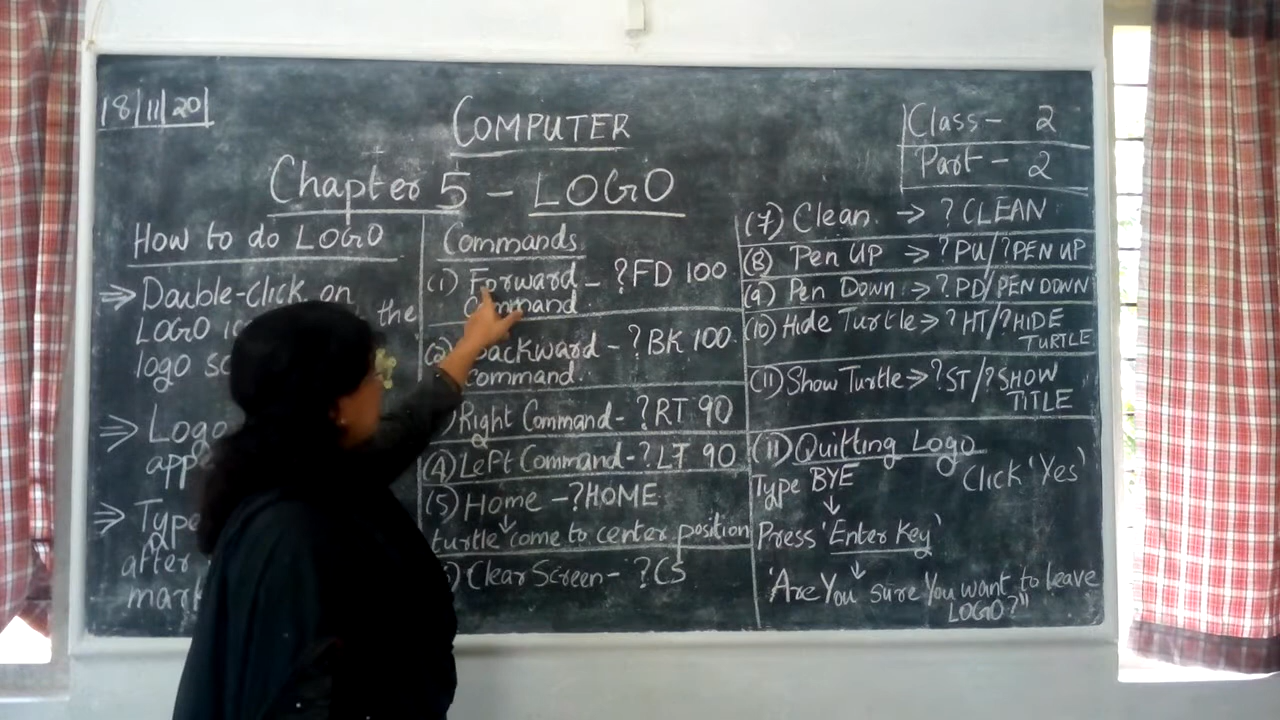 18/11/20
COMPUTER
Class - 2
Part - 2
Chapter 5 - LOGO
How to do LOGO
⇒ Double-click on
LOGO the
logo
⇒ Logo
app
⇒ Type
after
mark
Commands
(1) Forward - ?FD 100
Command
(2) Backward - ?BK 100
command.
) Right Command - ?RT 90
(4) Left Command - ?LT 90
(5) Home - ?HOME
↓
turtle come to center position
) Clear Screen - ?CS
(7) Clean. → ? CLEAN
(8) Pen UP → ?PU/?PEN UP
(9) Pen Down → ?PD/PEN DOWN
(10) Hide Turtle → ?HT/?HIDE
TURTLE
(11) Show Turtle → ?ST/?SHOW
TITLE
(11) Quitting Logo
Type BYE
↓
Press 'Enter Key'
↓
'Are You sure You want to leave
LOGO?"
Click 'Yes'